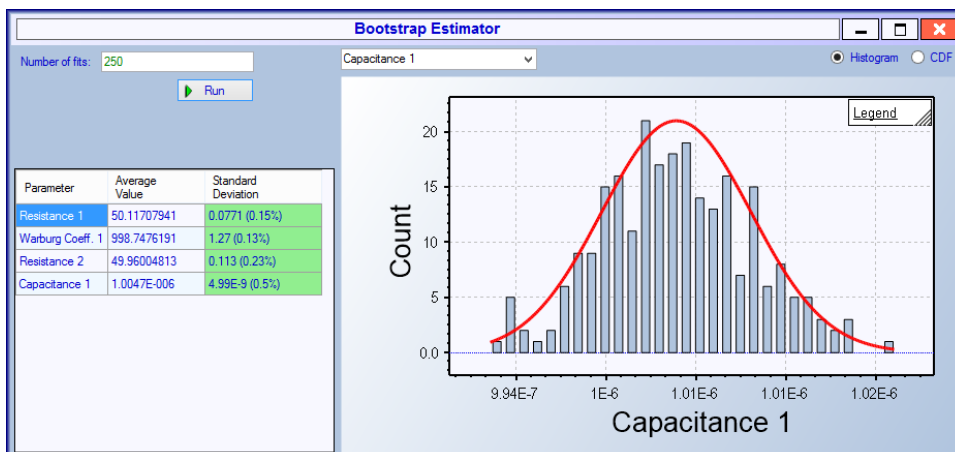 Bootstrap Estimator
Number of fits: 250
Run
Parameter Average Value Standard Deviation
Resistance 1 50.11707941 0.0771 (0.15%)
Warburg Coeff. 1 998.7476191 1.27 (0.13%)
Resistance 2 49.96004813 0.113 (0.23%)
Capacitance 1 1.0047E-006 4.99E-9 (0.5%)
Capacitance 1
Histogram CDF
Legend
Count
20
15
10
5
0.0
9.94E-7 1E-6 1.01E-6 1.01E-6 1.02E-6
Capacitance 1